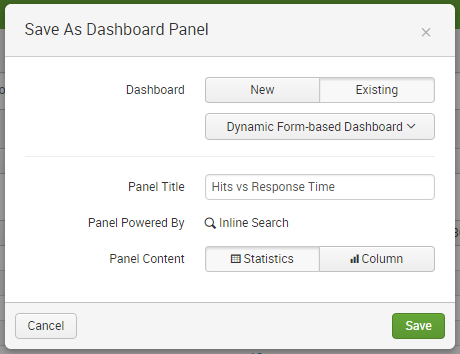 Save As Dashboard Panel
×
Dashboard New Existing
Dynamic Form-based Dashboard
Panel Title Hits vs Response Time
Panel Powered By Inline Search
Panel Content Statistics Column
Cancel Save